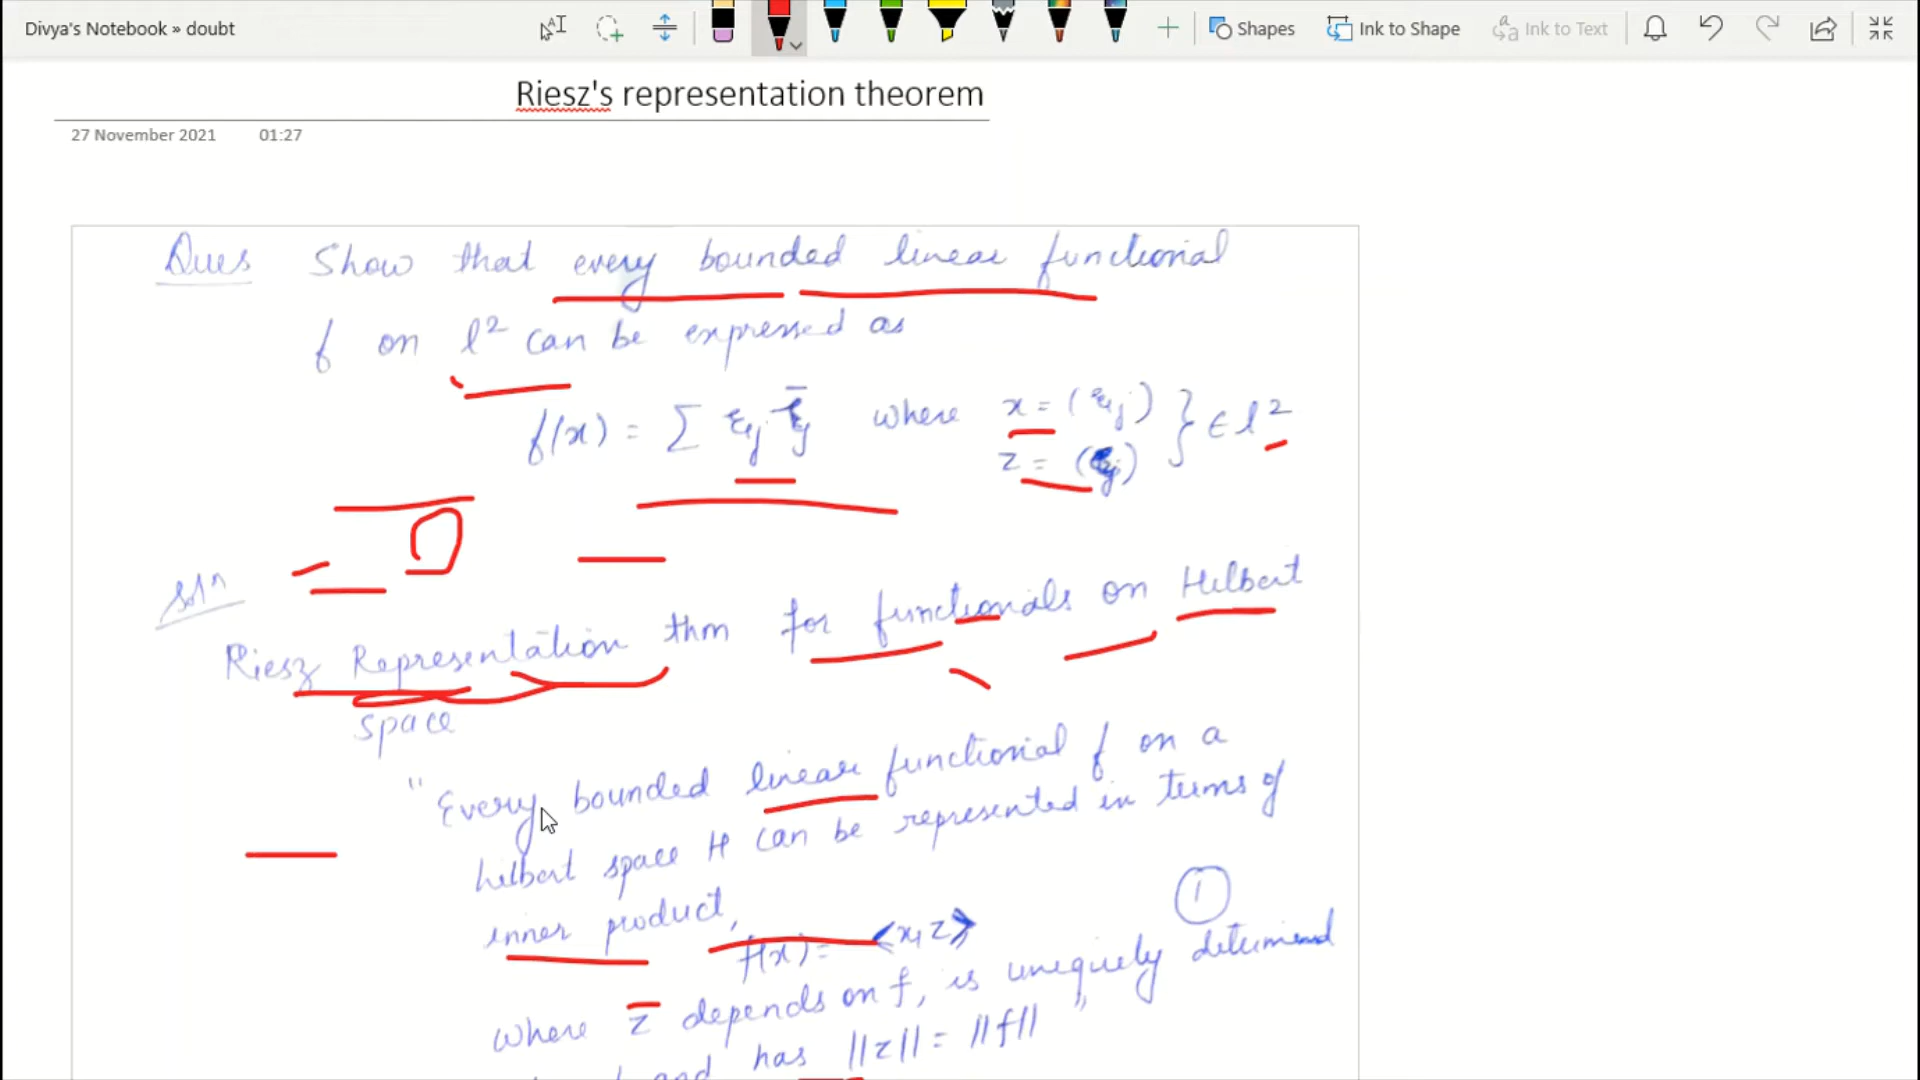 Divya's Notebook » doubt
Shapes
Ink to Shape
Ink to Text
Riesz's representation theorem
27 November 2021 01:27
Ques Show that every bounded linear functional
f on l² can be expressed as
f(x) = Σ ξj ζ̄j where x = (ξj)
z = (ζj) } ∈ l²
Solⁿ
Riesz Representation thm for functionals on Hilbert
space
"Every bounded linear functional f on a
hilbert space H can be represented in terms of
inner product,
f(x) = <x, z> ①
where z depends on f, is uniquely determined
and has ||z|| = ||f|| "